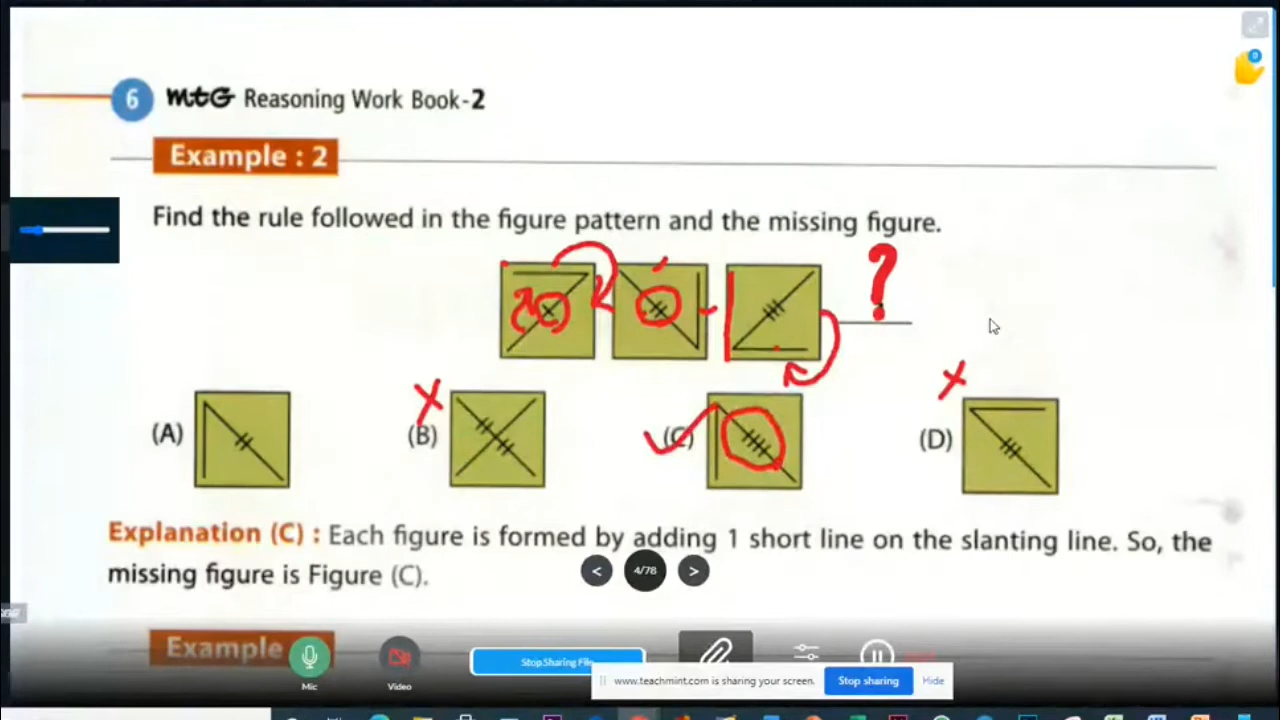 6 mtG Reasoning Work Book-2
Example : 2
Find the rule followed in the figure pattern and the missing figure.
?
(A)
(B)
(C)
(D)
Explanation (C) : Each figure is formed by adding 1 short line on the slanting line. So, the
missing figure is Figure (C).
< 4/78 >
Example
Mic
Video
Stop Sharing File
www.teachmint.com is sharing your screen.
Stop sharing
Hide